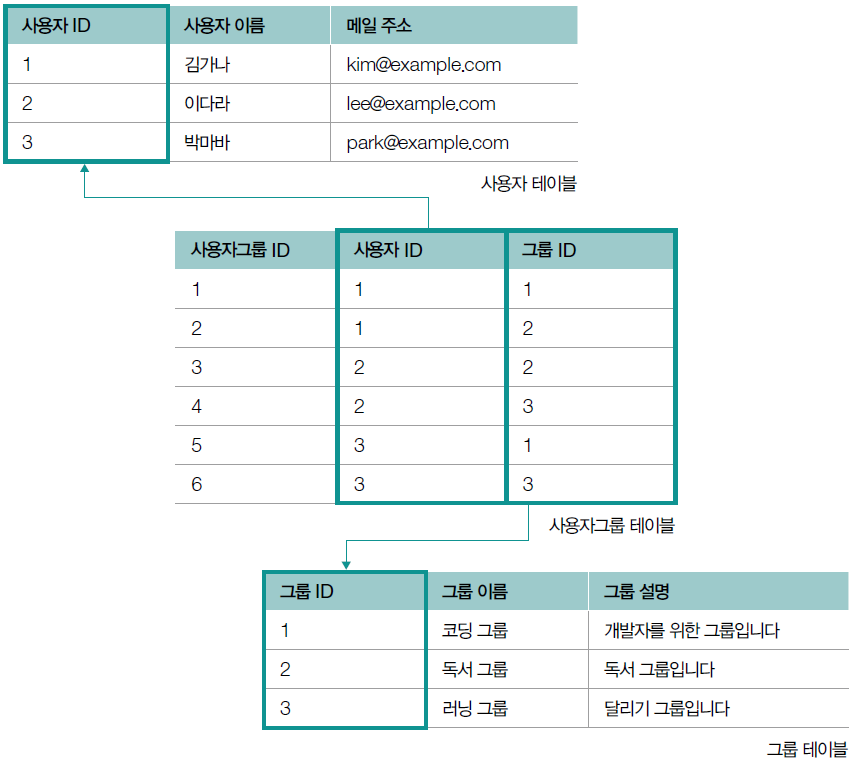 사용자 ID 사용자 이름 메일 주소
1 김가나 kim@example.com
2 이다라 lee@example.com
3 박마바 park@example.com
사용자 테이블
사용자그룹 ID 사용자 ID 그룹 ID
1 1 1
2 1 2
3 2 2
4 2 3
5 3 1
6 3 3
사용자그룹 테이블
그룹 ID 그룹 이름 그룹 설명
1 코딩 그룹 개발자를 위한 그룹입니다
2 독서 그룹 독서 그룹입니다
3 러닝 그룹 달리기 그룹입니다
그룹 테이블